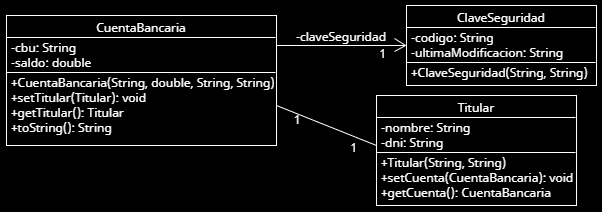 CuentaBancaria
-cbu: String
-saldo: double
+CuentaBancaria(String, double, String, String)
+setTitular(Titular): void
+getTitular(): Titular
+toString(): String
-claveSeguridad
1
ClaveSeguridad
-codigo: String
-ultimaModificacion: String
+ClaveSeguridad(String, String)
1
1
Titular
-nombre: String
-dni: String
+Titular(String, String)
+setCuenta(CuentaBancaria): void
+getCuenta(): CuentaBancaria